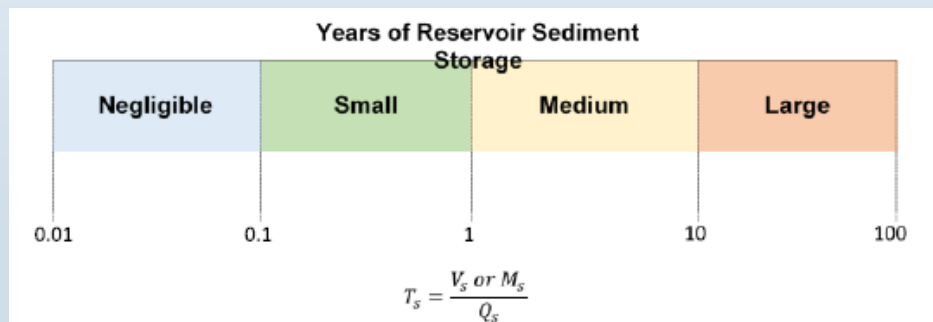 Years of Reservoir Sediment
Storage
Negligible Small Medium Large
0.01 0.1 1 10 100
T_s = V_s or M_s / Q_s